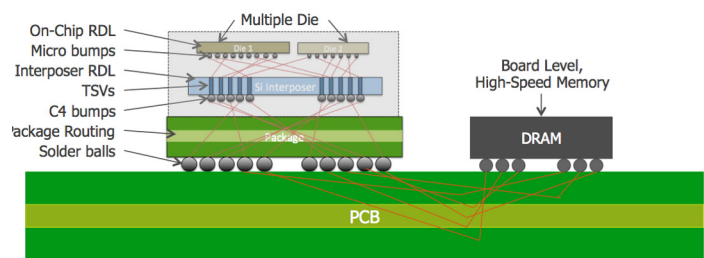 Multiple Die
On-Chip RDL
Micro bumps
Interposer RDL
TSVs
C4 bumps
Package Routing
Solder balls
Die 1
Die 2
Si Interposer
Package
Board Level,
High-Speed Memory
DRAM
PCB